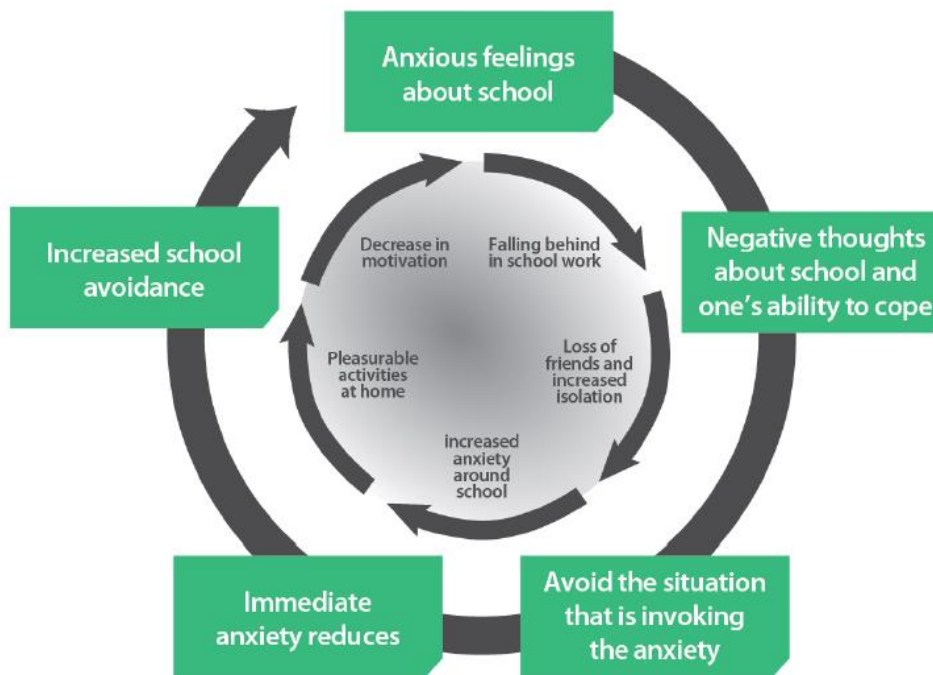 Anxious feelings
about school
Negative thoughts
about school and
one's ability to cope
Avoid the situation
that is invoking
the anxiety
Immediate
anxiety reduces
Increased school
avoidance
Falling behind
in school work
Loss of
friends and
increased
isolation
increased
anxiety
around
school
Pleasurable
activities
at home
Decrease in
motivation